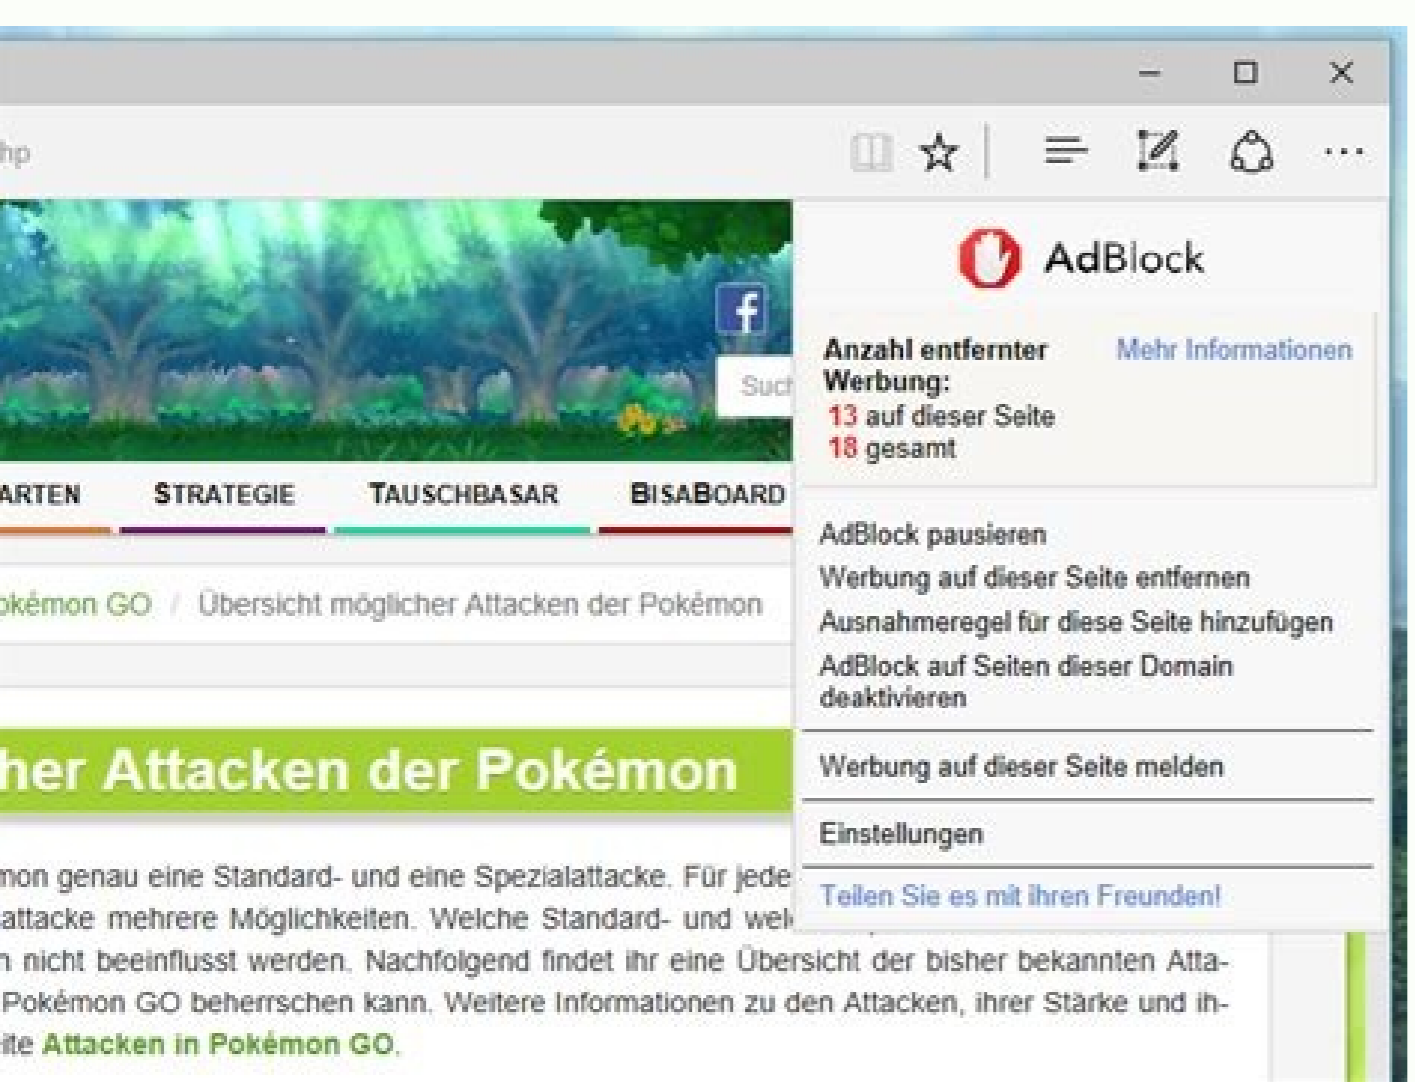 hp
AdBlock
Anzahl entfernter
Werbung:
Mehr Informationen
13 auf dieser Seite
18 gesamt
AdBlock pausieren
Werbung auf dieser Seite entfernen
Ausnahmeregel für diese Seite hinzufügen
AdBlock auf Seiten dieser Domain
deaktivieren
Werbung auf dieser Seite melden
Einstellungen
Teilen Sie es mit ihren Freunden!
f
Such
ARTEN STRATEGIE TAUSCHBASAR BISABOARD
okémon GO / Übersicht möglicher Attacken der Pokémon
her Attacken der Pokémon
mon genau eine Standard- und eine Spezialattacke. Für jede
attacke mehrere Möglichkeiten. Welche Standard- und wel
n nicht beeinflusst werden. Nachfolgend findet ihr eine Übersicht der bisher bekannten Atta-
Pokémon GO beherrschen kann. Weitere Informationen zu den Attacken, ihrer Stärke und ih-
ite Attacken in Pokémon GO.